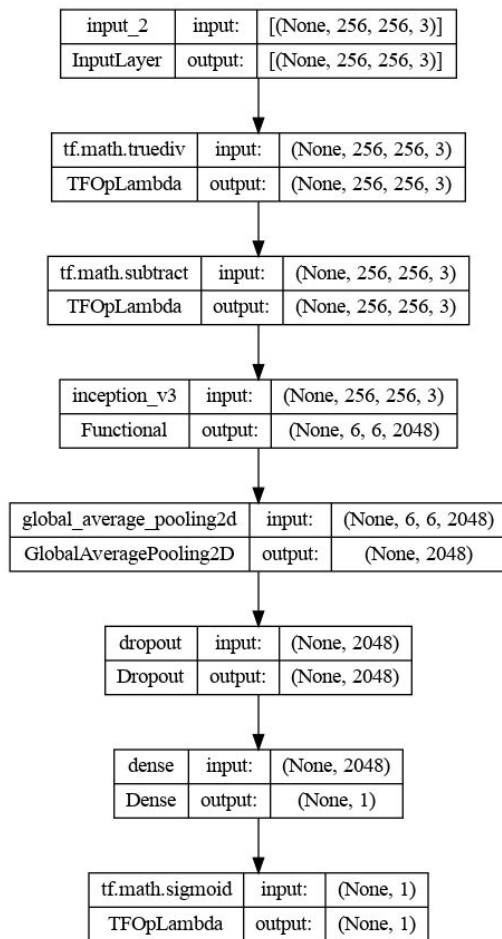 input_2 input: [(None, 256, 256, 3)]
InputLayer output: [(None, 256, 256, 3)]
tf.math.truediv input: (None, 256, 256, 3)
TFOpLambda output: (None, 256, 256, 3)
tf.math.subtract input: (None, 256, 256, 3)
TFOpLambda output: (None, 256, 256, 3)
inception_v3 input: (None, 256, 256, 3)
Functional output: (None, 6, 6, 2048)
global_average_pooling2d input: (None, 6, 6, 2048)
GlobalAveragePooling2D output: (None, 2048)
dropout input: (None, 2048)
Dropout output: (None, 2048)
dense input: (None, 2048)
Dense output: (None, 1)
tf.math.sigmoid input: (None, 1)
TFOpLambda output: (None, 1)